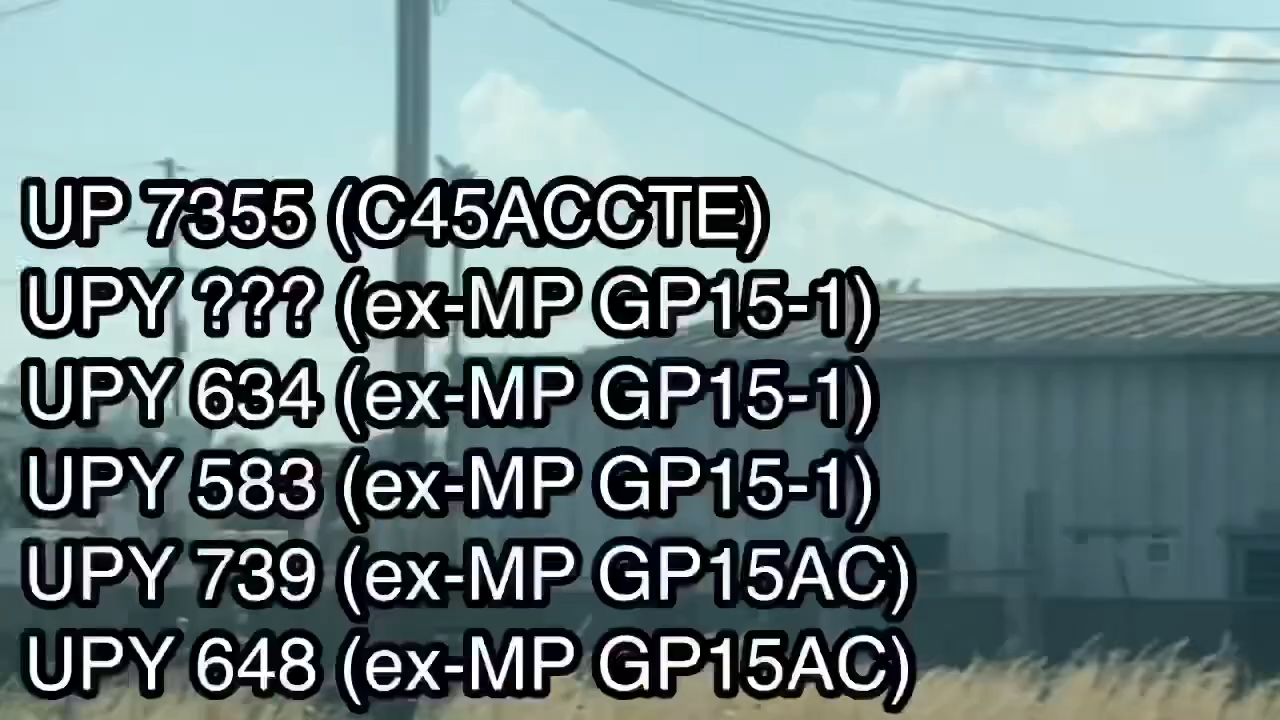 UP 7355 (C45ACCTE)
UPY ??? (ex-MP GP15-1)
UPY 634 (ex-MP GP15-1)
UPY 583 (ex-MP GP15-1)
UPY 739 (ex-MP GP15AC)
UPY 648 (ex-MP GP15AC)